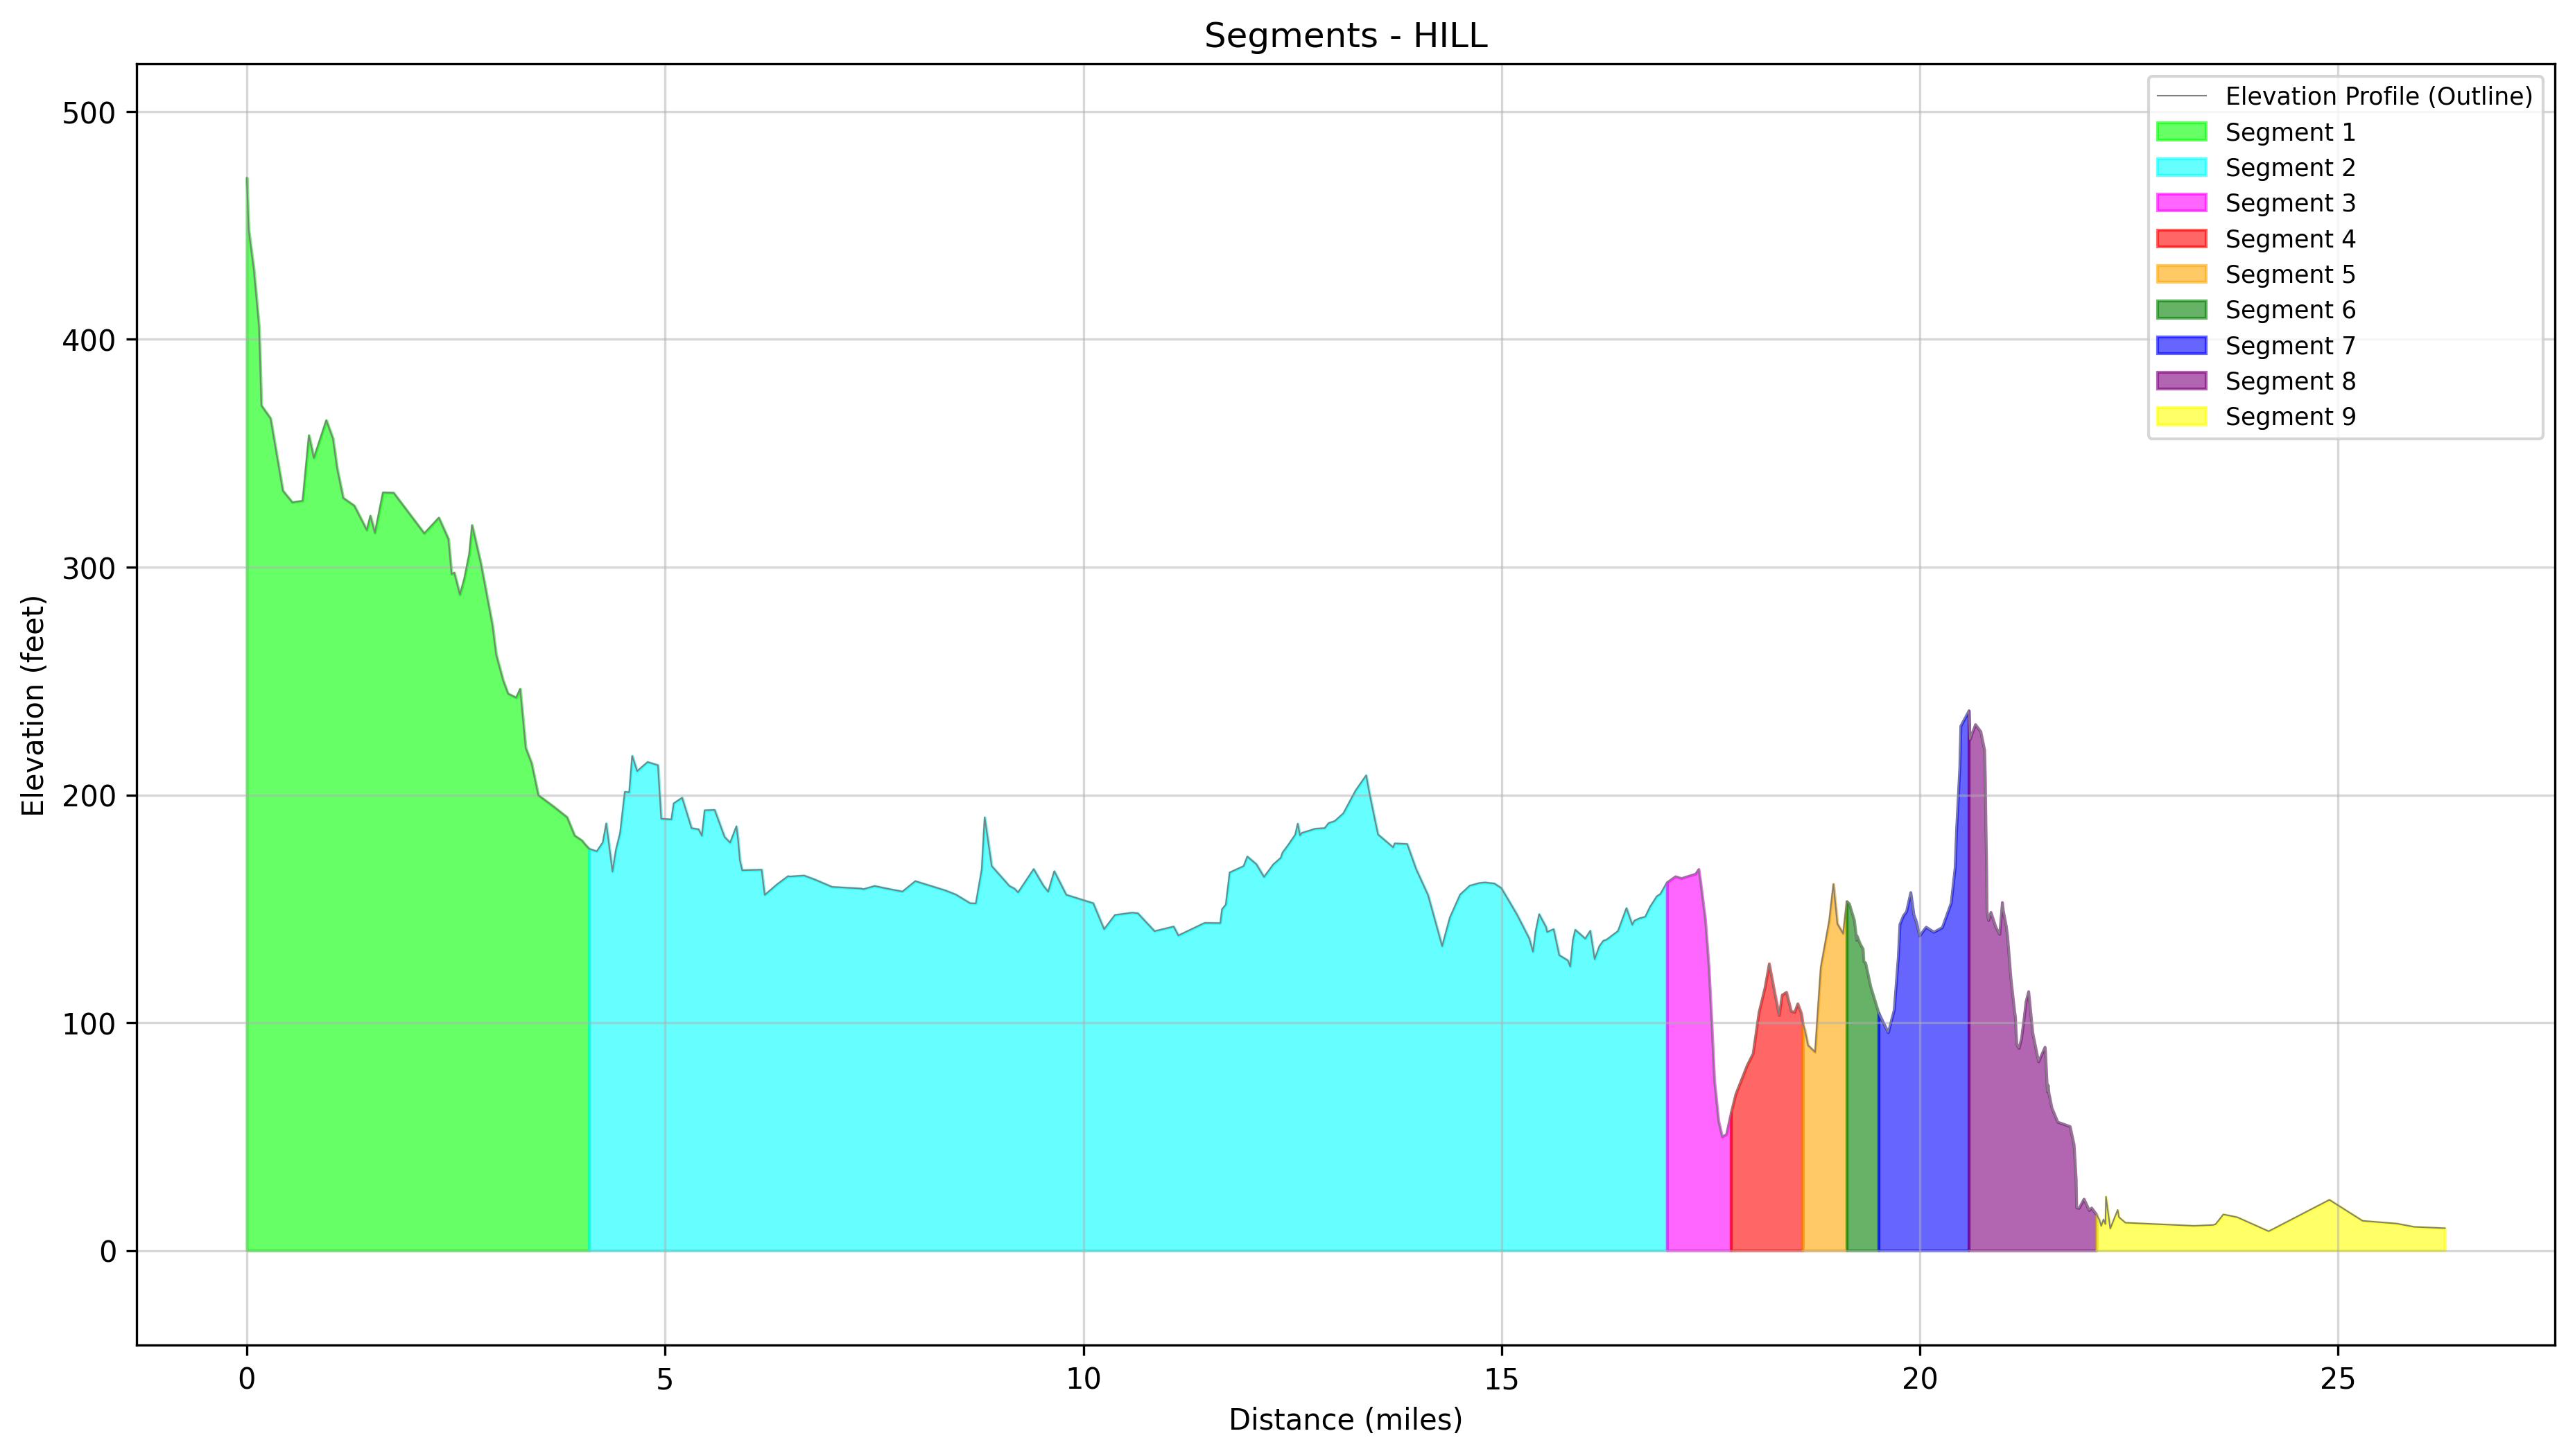 Segments - HILL
500
400
300
200
100
0
Elevation (feet)
0 5 10 15 20 25
Distance (miles)
Elevation Profile (Outline)
Segment 1
Segment 2
Segment 3
Segment 4
Segment 5
Segment 6
Segment 7
Segment 8
Segment 9